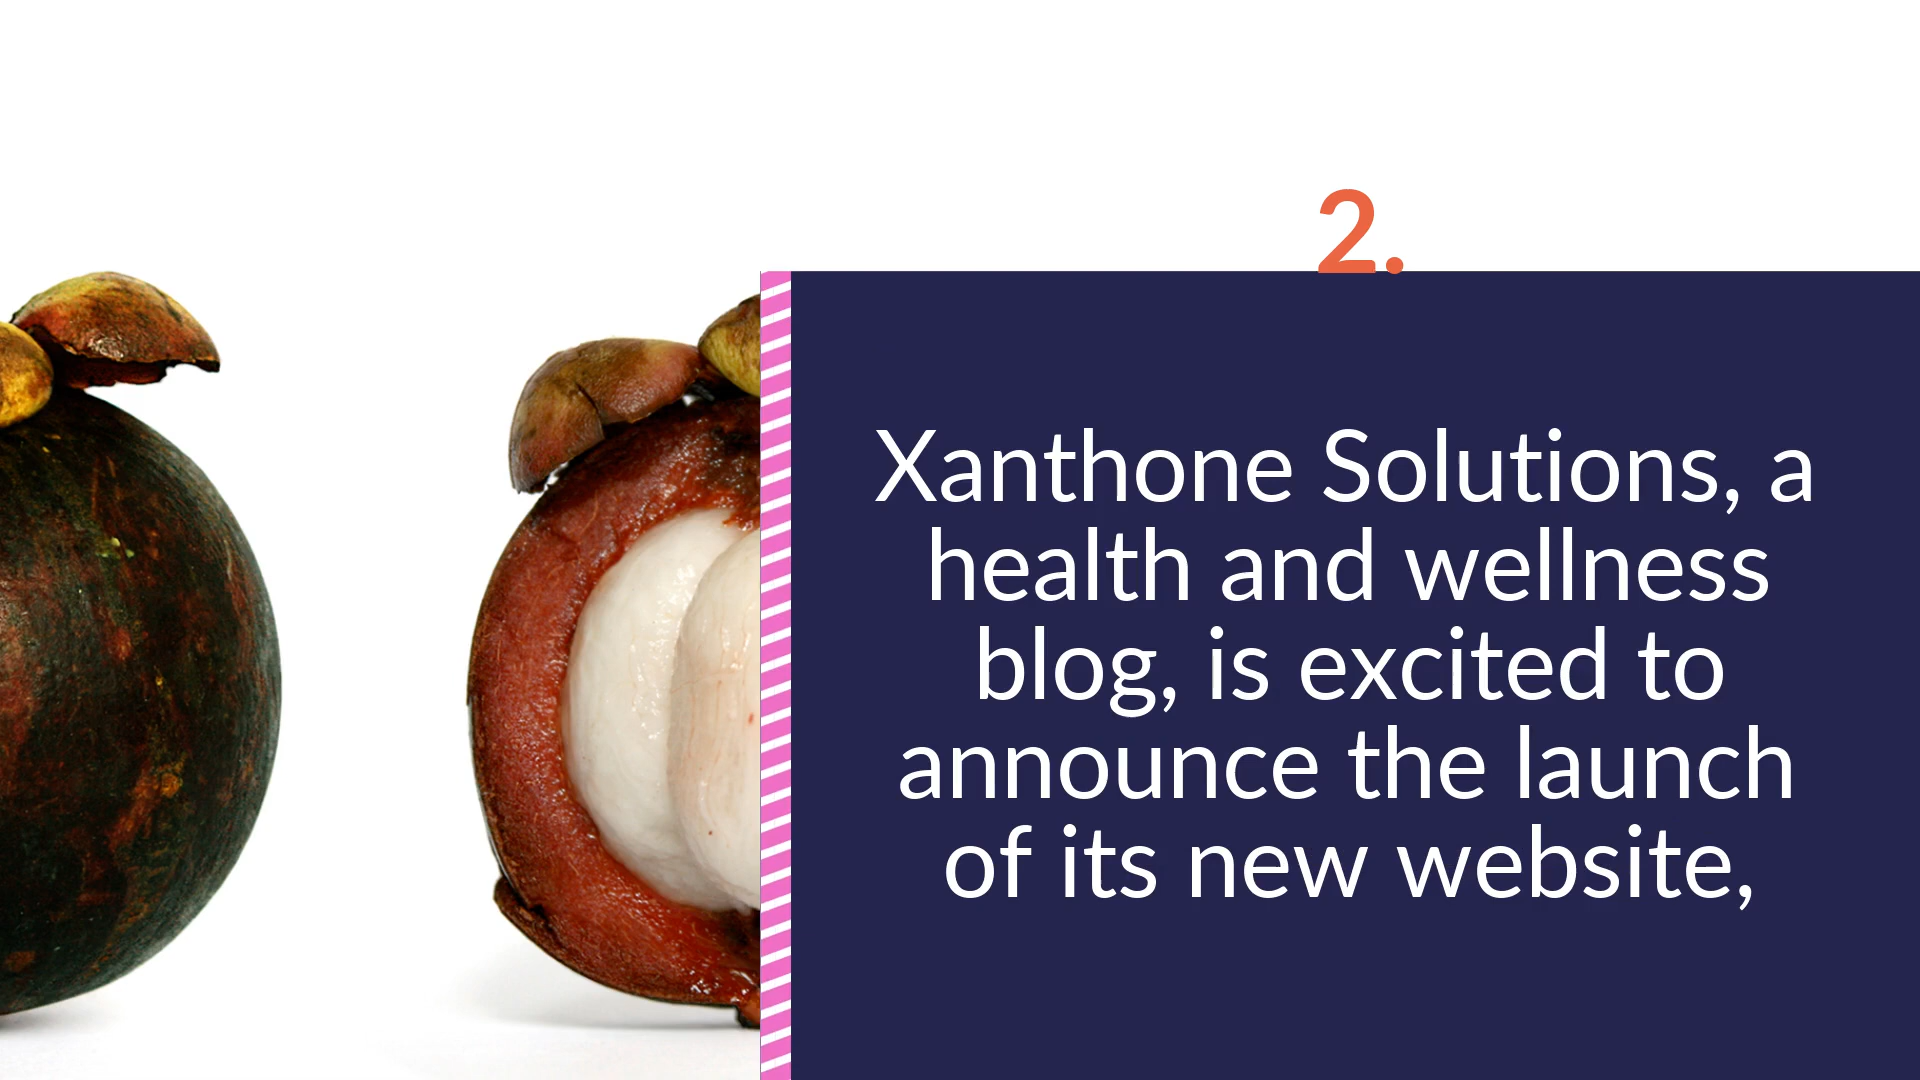 2.
Xanthone Solutions, a
health and wellness
blog, is excited to
announce the launch
of its new website,